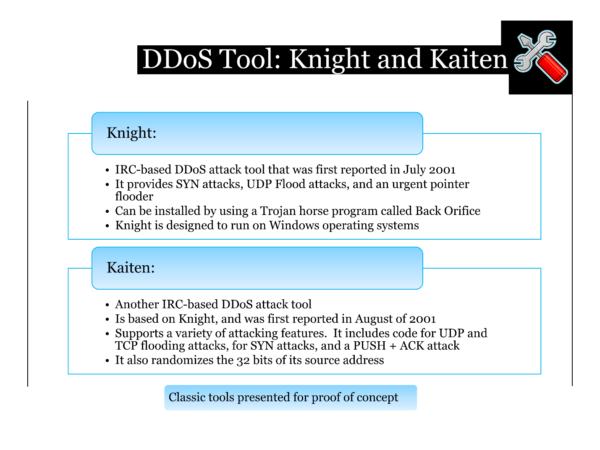 DDoS Tool: Knight and Kaiten
Knight:
• IRC-based DDoS attack tool that was first reported in July 2001
• It provides SYN attacks, UDP Flood attacks, and an urgent pointer
flooder
• Can be installed by using a Trojan horse program called Back Orifice
• Knight is designed to run on Windows operating systems
Kaiten:
• Another IRC-based DDoS attack tool
• Is based on Knight, and was first reported in August of 2001
• Supports a variety of attacking features.  It includes code for UDP and
TCP flooding attacks, for SYN attacks, and a PUSH + ACK attack
• It also randomizes the 32 bits of its source address
Classic tools presented for proof of concept